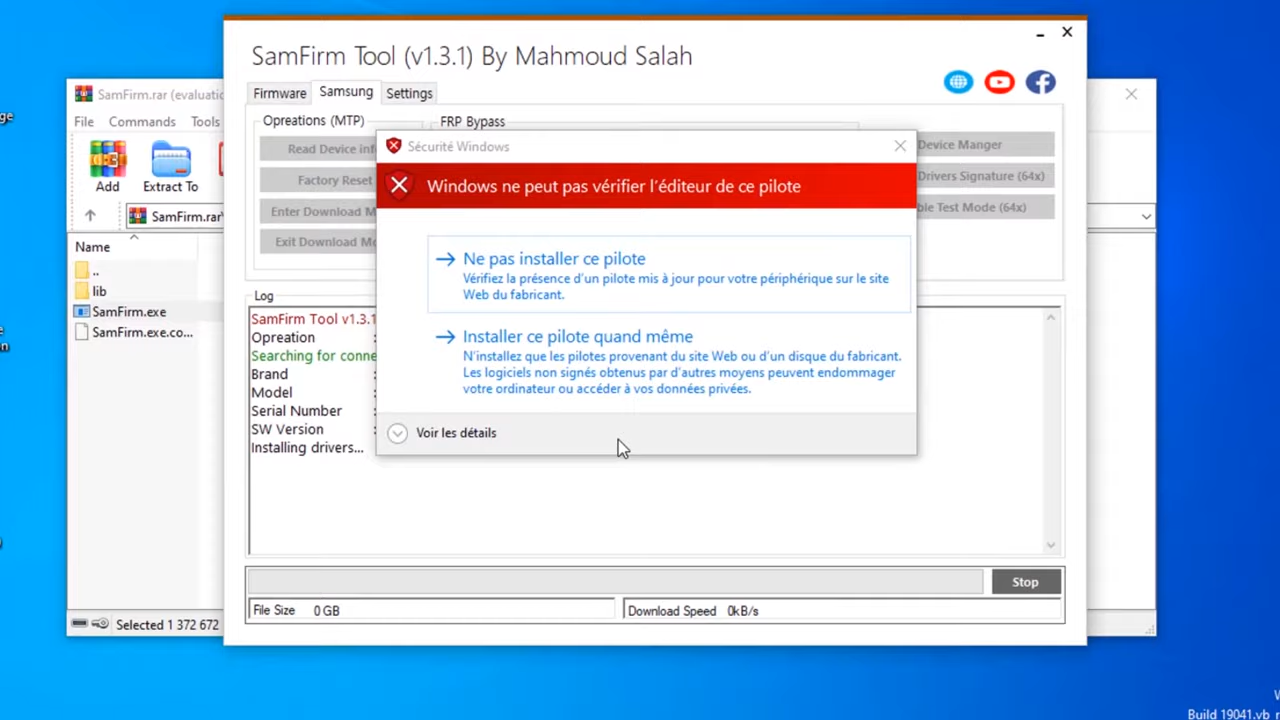 SamFirm Tool (v1.3.1) By Mahmoud Salah
SamFirm.rar (evaluatio
File Commands Tools
Add
Extract To
SamFirm.rar\
Name
..
lib
SamFirm.exe
SamFirm.exe.co...
Selected 1 372 672
Firmware Samsung Settings
Opreations (MTP)
Read Device info
Factory Reset
Enter Download M
Exit Download Mo
FRP Bypass
Device Manger
Drivers Signature (64x)
ble Test Mode (64x)
Sécurité Windows
Windows ne peut pas vérifier l'éditeur de ce pilote
Ne pas installer ce pilote
Vérifiez la présence d'un pilote mis à jour pour votre périphérique sur le site
Web du fabricant.
Installer ce pilote quand même
N'installez que les pilotes provenant du site Web ou d'un disque du fabricant.
Les logiciels non signés obtenus par d'autres moyens peuvent endommager
votre ordinateur ou accéder à vos données privées.
Voir les détails
Log
SamFirm Tool v1.3.1
Opreation :
Searching for conne
Brand :
Model :
Serial Number :
SW Version :
Installing drivers...
Stop
File Size 0 GB
Download Speed 0kB/s
ge
n
Build 19041.vb_r